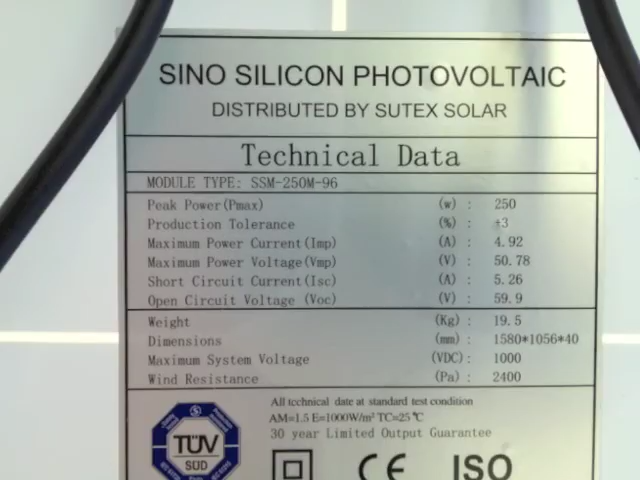 SINO SILICON PHOTOVOLTAIC
DISTRIBUTED BY SUTEX SOLAR
Technical Data
MODULE TYPE: SSM-250M-96
Peak Power(Pmax) (w) : 250
Production Tolerance (%) : ±3
Maximum Power Current(Imp) (A) : 4.92
Maximum Power Voltage(Vmp) (V) : 50.78
Short Circuit Current(Isc) (A) : 5.26
Open Circuit Voltage (Voc) (V) : 59.9
Weight (Kg) : 19.5
Dimensions (mm) : 1580*1056*40
Maximum System Voltage (VDC) : 1000
Wind Resistance (Pa) : 2400
All tcchnical date at standard test condition
AM=1.5 E=1000W/m² TC=25℃
30 year Limited Output Guarantee
TÜV
SÜD
CE ISO